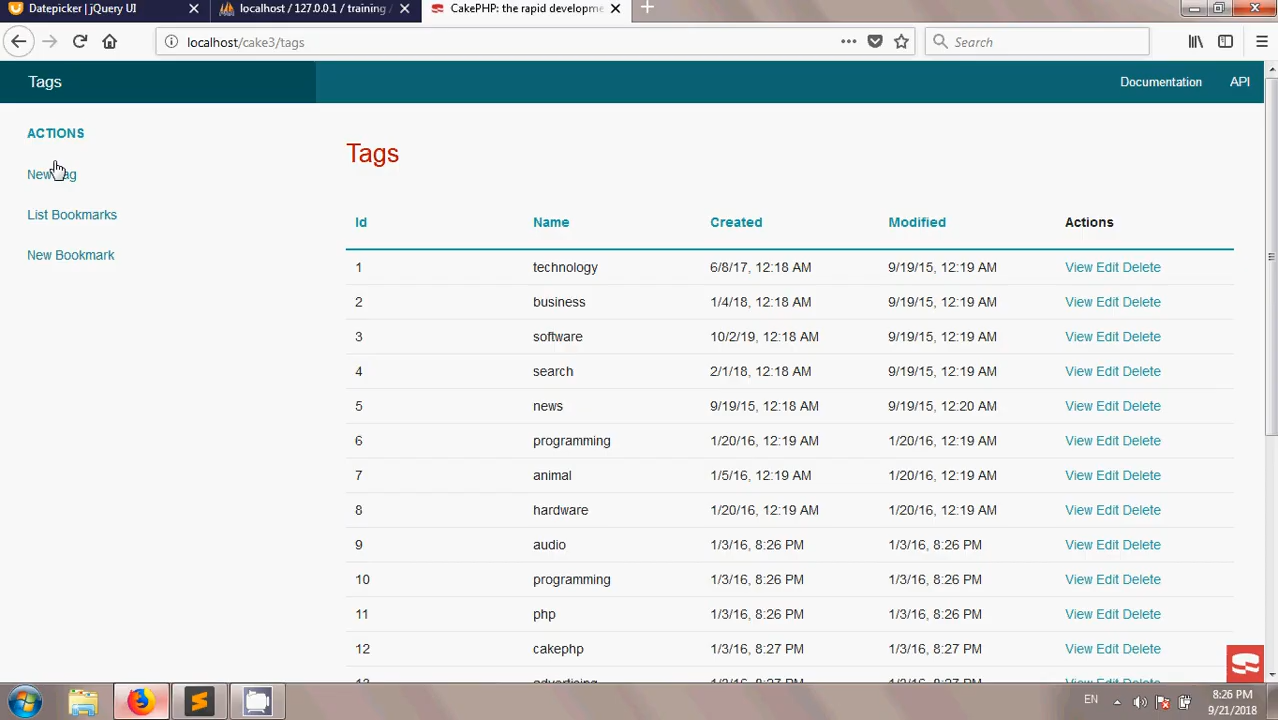 Datepicker | jQuery UI
localhost / 127.0.0.1 / training /
CakePHP: the rapid developme
localhost/cake3/tags
Search
Tags
Documentation API
ACTIONS
New Tag
List Bookmarks
New Bookmark
Tags
Id Name Created Modified Actions
1 technology 6/8/17, 12:18 AM 9/19/15, 12:19 AM View Edit Delete
2 business 1/4/18, 12:18 AM 9/19/15, 12:19 AM View Edit Delete
3 software 10/2/19, 12:18 AM 9/19/15, 12:19 AM View Edit Delete
4 search 2/1/18, 12:18 AM 9/19/15, 12:19 AM View Edit Delete
5 news 9/19/15, 12:18 AM 9/19/15, 12:20 AM View Edit Delete
6 programming 1/20/16, 12:19 AM 1/20/16, 12:19 AM View Edit Delete
7 animal 1/5/16, 12:19 AM 1/20/16, 12:19 AM View Edit Delete
8 hardware 1/20/16, 12:19 AM 1/20/16, 12:19 AM View Edit Delete
9 audio 1/3/16, 8:26 PM 1/3/16, 8:26 PM View Edit Delete
10 programming 1/3/16, 8:26 PM 1/3/16, 8:26 PM View Edit Delete
11 php 1/3/16, 8:26 PM 1/3/16, 8:26 PM View Edit Delete
12 cakephp 1/3/16, 8:27 PM 1/3/16, 8:27 PM View Edit Delete
EN
8:26 PM
9/21/2018